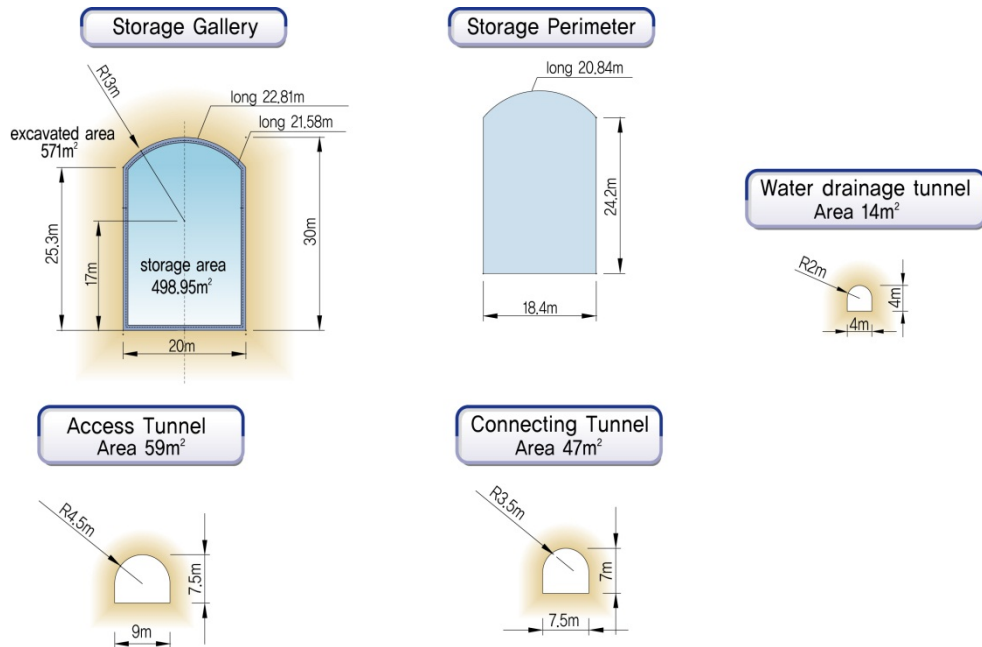 Storage Gallery
R13m
long 22.81m
long 21.58m
excavated area
571m²
25.3m
17m
storage area
498.95m²
30m
20m
Storage Perimeter
long 20.84m
24.2m
18.4m
Water drainage tunnel
Area 14m²
R2m
4m
4m
Access Tunnel
Area 59m²
R4.5m
7.5m
9m
Connecting Tunnel
Area 47m²
R3.5m
7m
7.5m